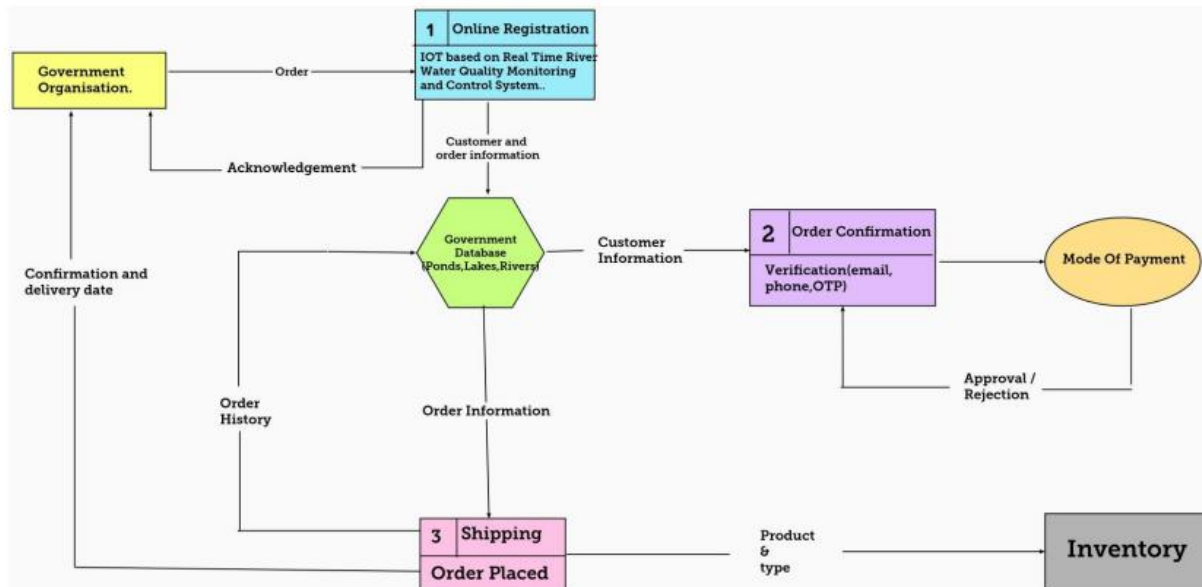 1 Online Registration
IOT based on Real Time River
Water Quality Monitoring
and Control System..
Government
Organisation.
Order
Customer and
order information
Acknowledgement
Government
Database
(Ponds,Lakes,Rivers)
Customer
Information
2 Order Confirmation
Verification(email,
phone,OTP)
Mode Of Payment
Confirmation and
delivery date
Approval /
Rejection
Order
History
Order Information
3 Shipping
Order Placed
Product
&
type
Inventory